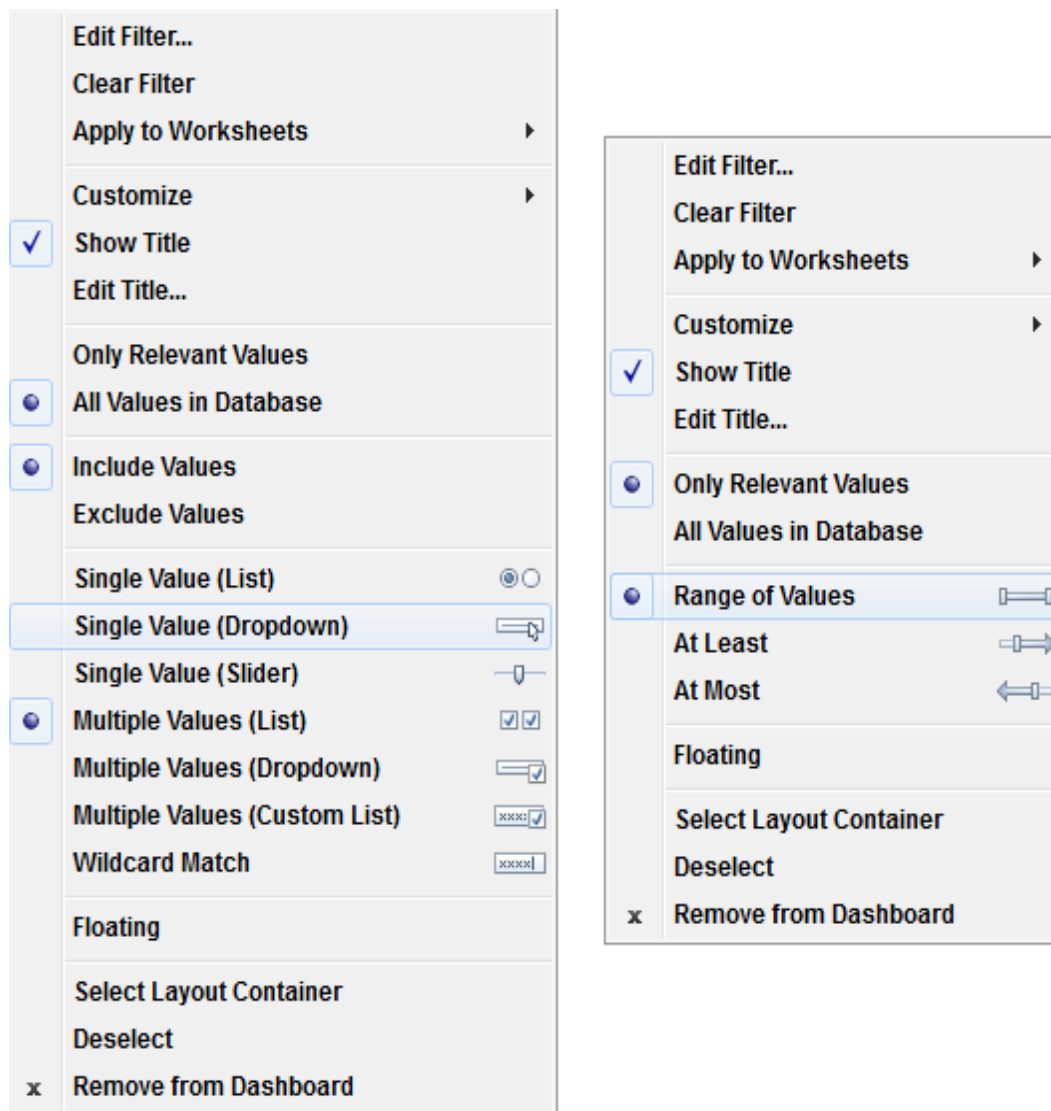 Edit Filter...
Clear Filter
Apply to Worksheets
Customize
Show Title
Edit Title...
Only Relevant Values
All Values in Database
Include Values
Exclude Values
Single Value (List)
Single Value (Dropdown)
Single Value (Slider)
Multiple Values (List)
Multiple Values (Dropdown)
Multiple Values (Custom List)
Wildcard Match
Floating
Select Layout Container
Deselect
x Remove from Dashboard
Edit Filter...
Clear Filter
Apply to Worksheets
Customize
Show Title
Edit Title...
Only Relevant Values
All Values in Database
Range of Values
At Least
At Most
Floating
Select Layout Container
Deselect
x Remove from Dashboard